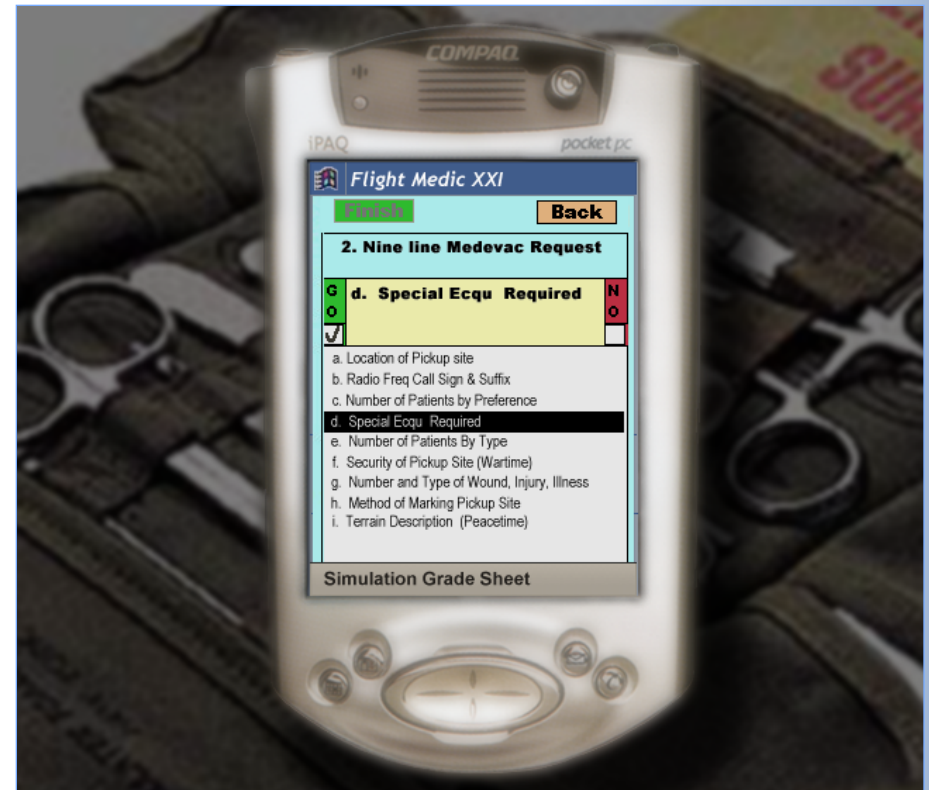 COMPAQ
iPAQ pocket pc
Flight Medic XXI
Finish Back
2. Nine line Medevac Request
GO d. Special Ecqu Required NO
a. Location of Pickup site
b. Radio Freq Call Sign & Suffix
c. Number of Patients by Preference
d. Special Ecqu Required
e. Number of Patients By Type
f. Security of Pickup Site (Wartime)
g. Number and Type of Wound, Injury, Illness
h. Method of Marking Pickup Site
i. Terrain Description (Peacetime)
Simulation Grade Sheet